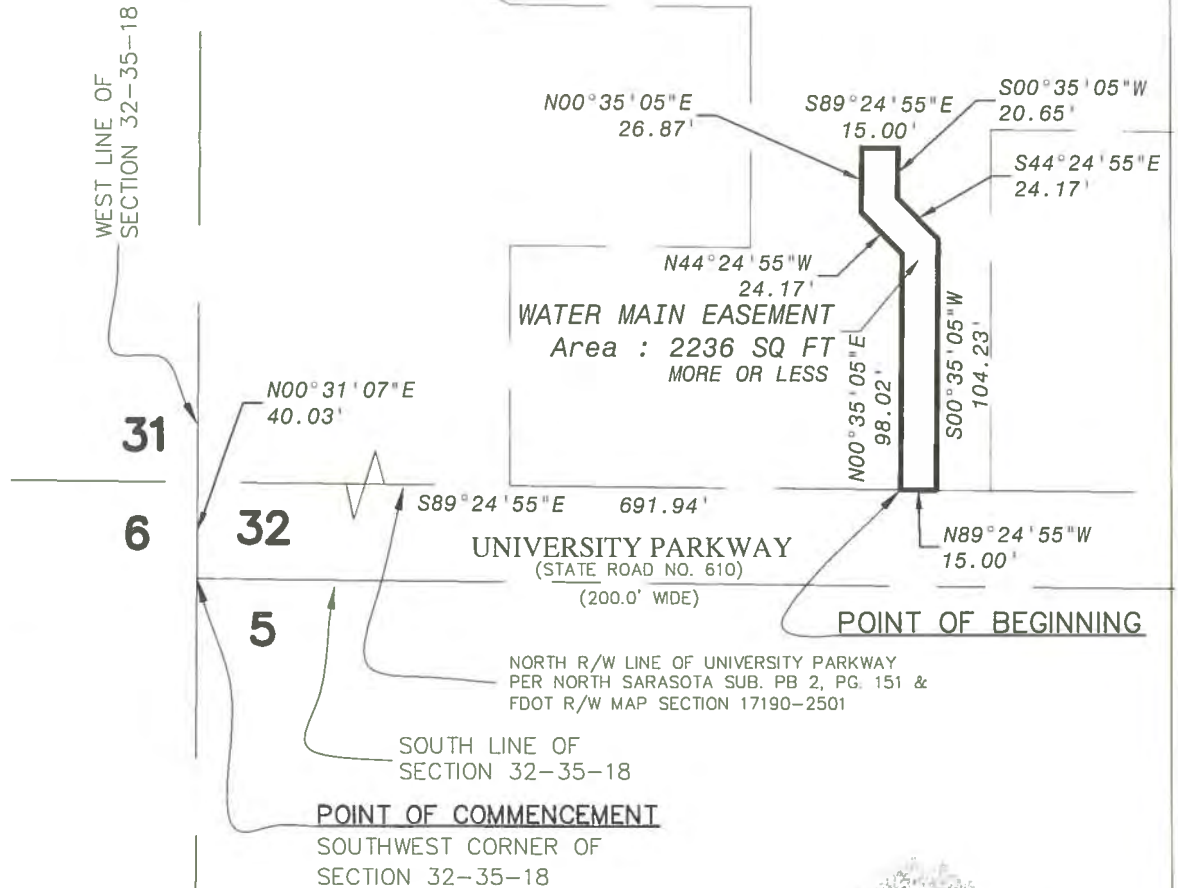 WEST LINE OF
SECTION 32-35-18
N00°35'05"E
26.87'
S89°24'55"E
15.00'
S00°35'05"W
20.65'
S44°24'55"E
24.17'
N44°24'55"W
24.17'
WATER MAIN EASEMENT
Area : 2236 SQ FT
MORE OR LESS
N00°35'05"E
98.02'
S00°35'05"W
104.23'
N00°31'07"E
40.03'
31
6
32
5
S89°24'55"E 691.94'
UNIVERSITY PARKWAY
(STATE ROAD NO. 610)
(200.0' WIDE)
N89°24'55"W
15.00'
POINT OF BEGINNING
NORTH R/W LINE OF UNIVERSITY PARKWAY
PER NORTH SARASOTA SUB. PB 2, PG. 151 &
FDOT R/W MAP SECTION 17190-2501
SOUTH LINE OF
SECTION 32-35-18
POINT OF COMMENCEMENT
SOUTHWEST CORNER OF
SECTION 32-35-18